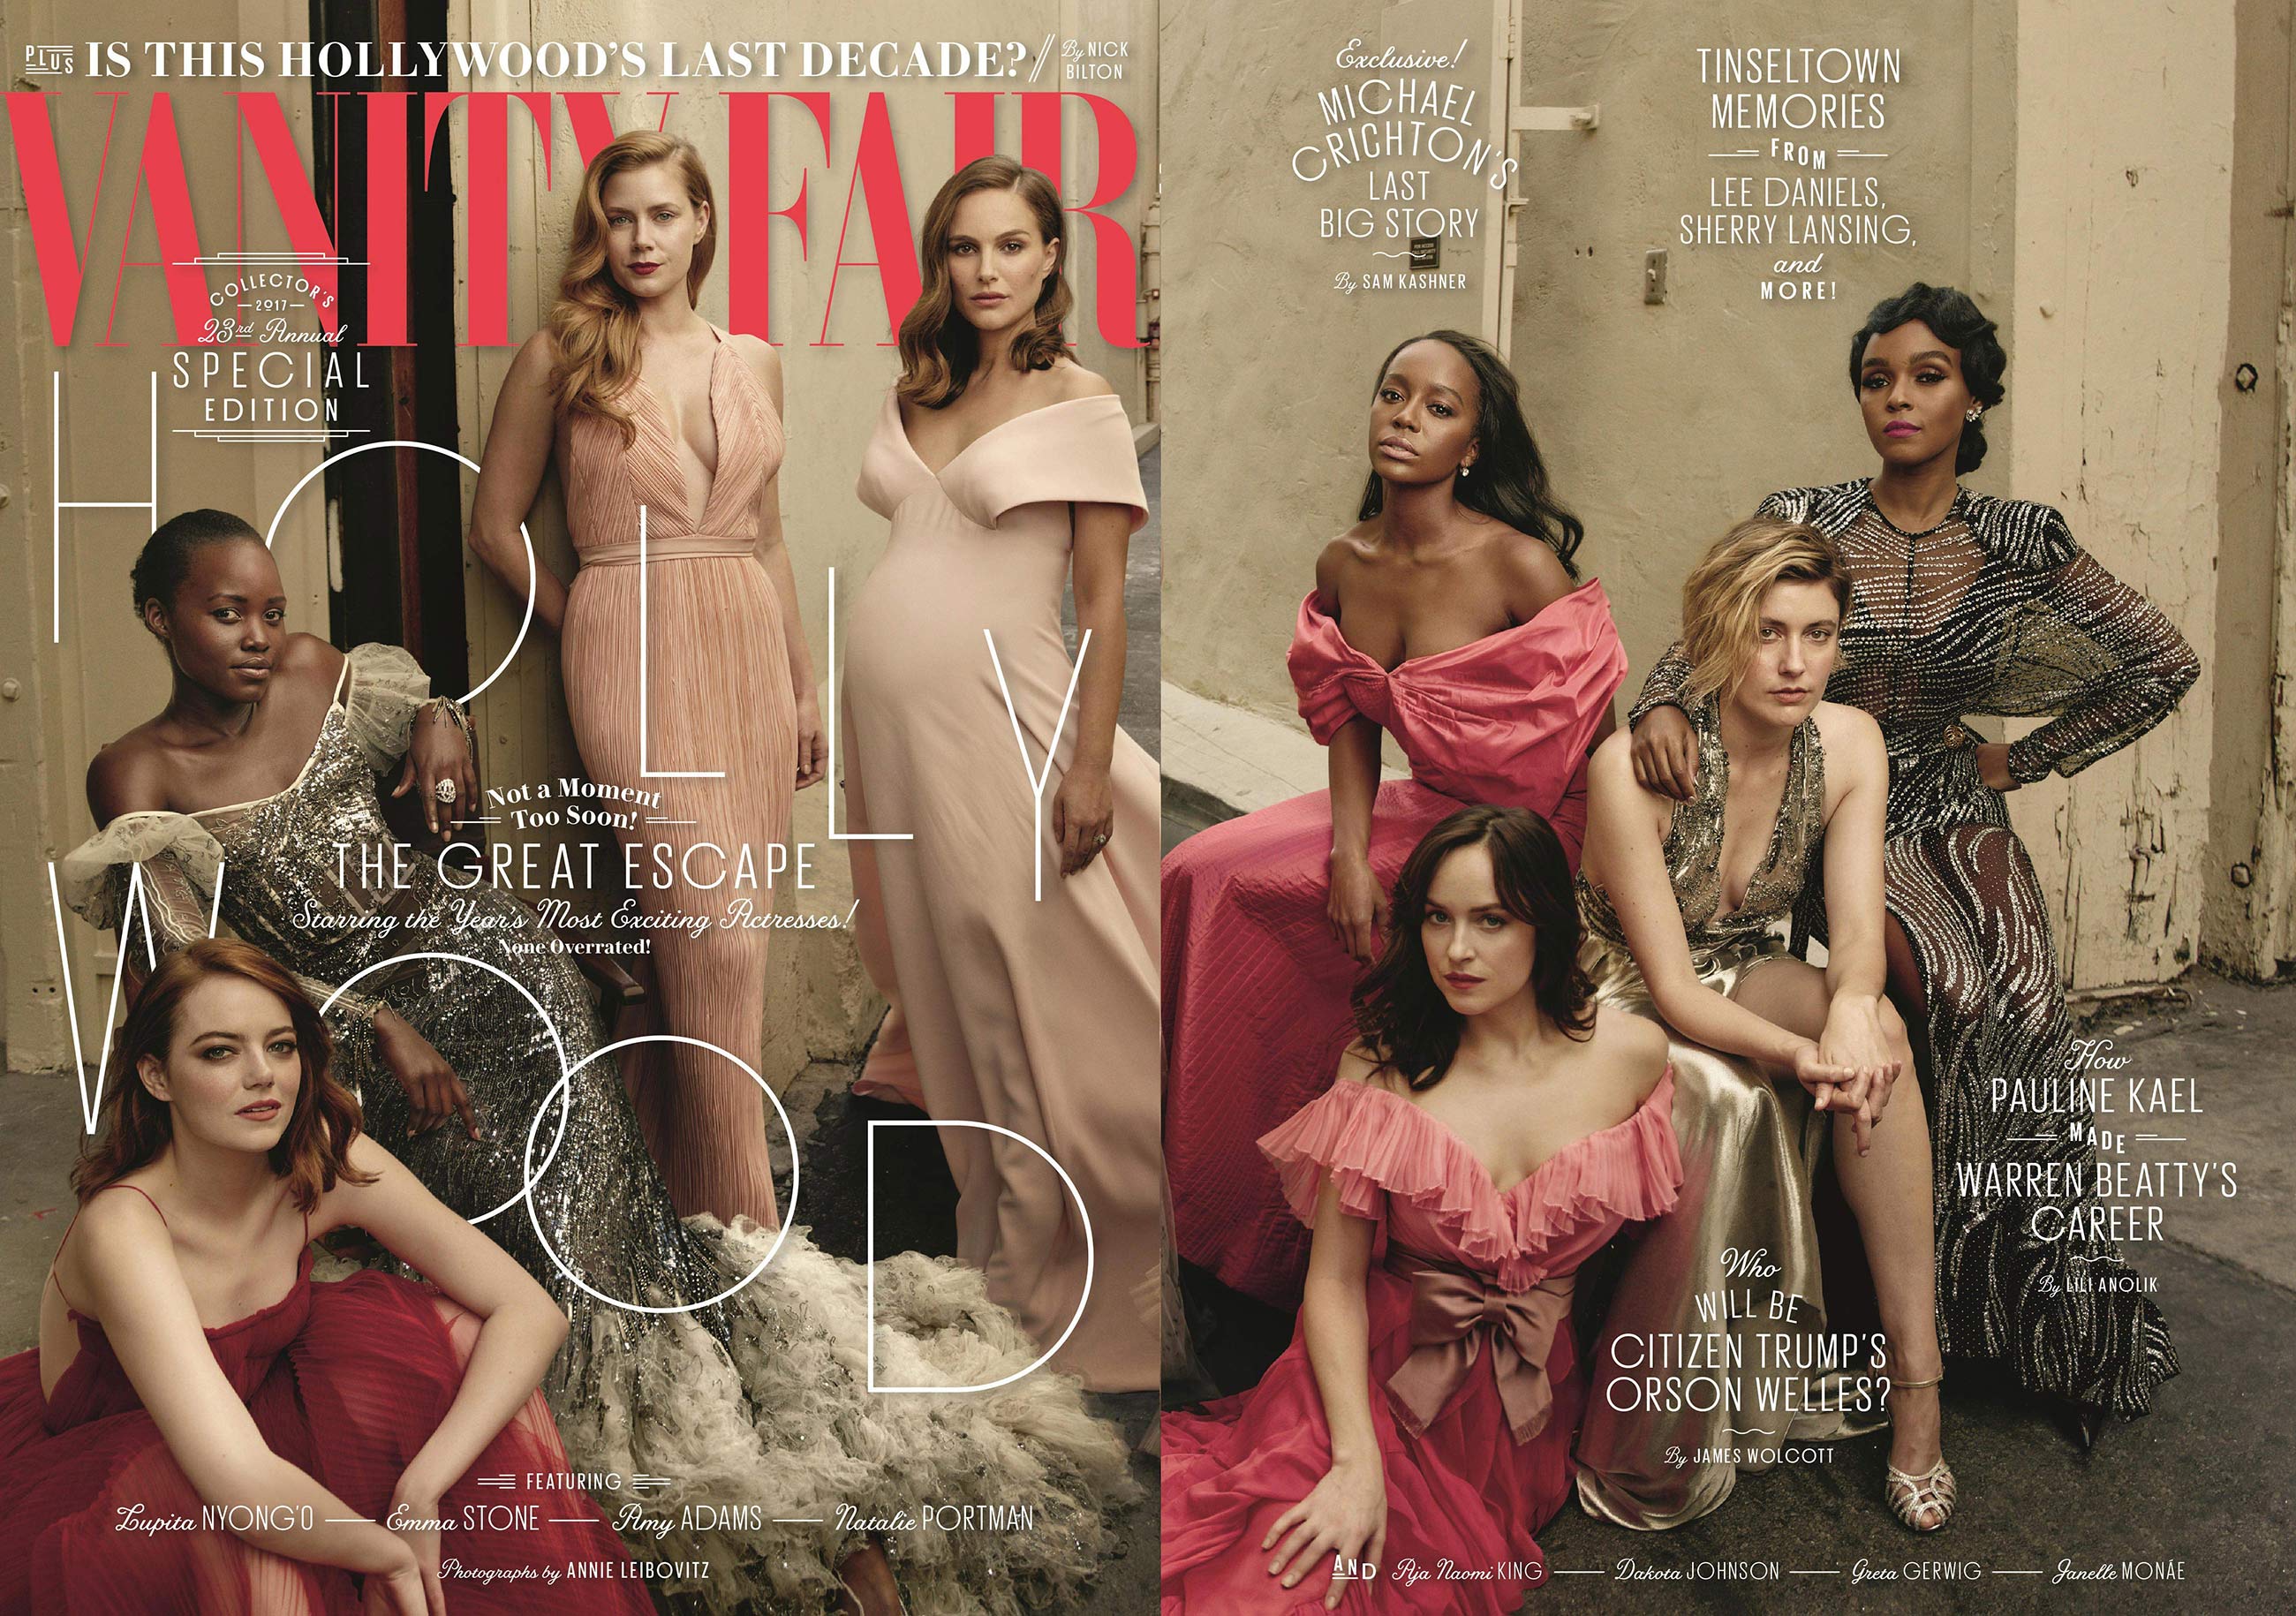 PLUS IS THIS HOLLYWOOD'S LAST DECADE? // By NICK BILTON
VANITY FAIR
COLLECTOR'S
2017
23rd Annual
SPECIAL
EDITION
HOLLY
WOOD
Not a Moment
Too Soon!
THE GREAT ESCAPE
Starring the Year's Most Exciting Actresses!
None Overrated!
FEATURING
Lupita NYONG'O — Emma STONE — Amy ADAMS — Natalie PORTMAN
Photographs by ANNIE LEIBOVITZ
Exclusive!
MICHAEL
CRICHTON'S
LAST
BIG STORY
By SAM KASHNER
TINSELTOWN
MEMORIES
FROM
LEE DANIELS,
SHERRY LANSING,
and
MORE!
How
PAULINE KAEL
MADE
WARREN BEATTY'S
CAREER
By LILI ANOLIK
Who
WILL BE
CITIZEN TRUMP'S
ORSON WELLES?
By JAMES WOLCOTT
AND Aja Naomi KING — Dakota JOHNSON — Greta GERWIG — Janelle MONÁE